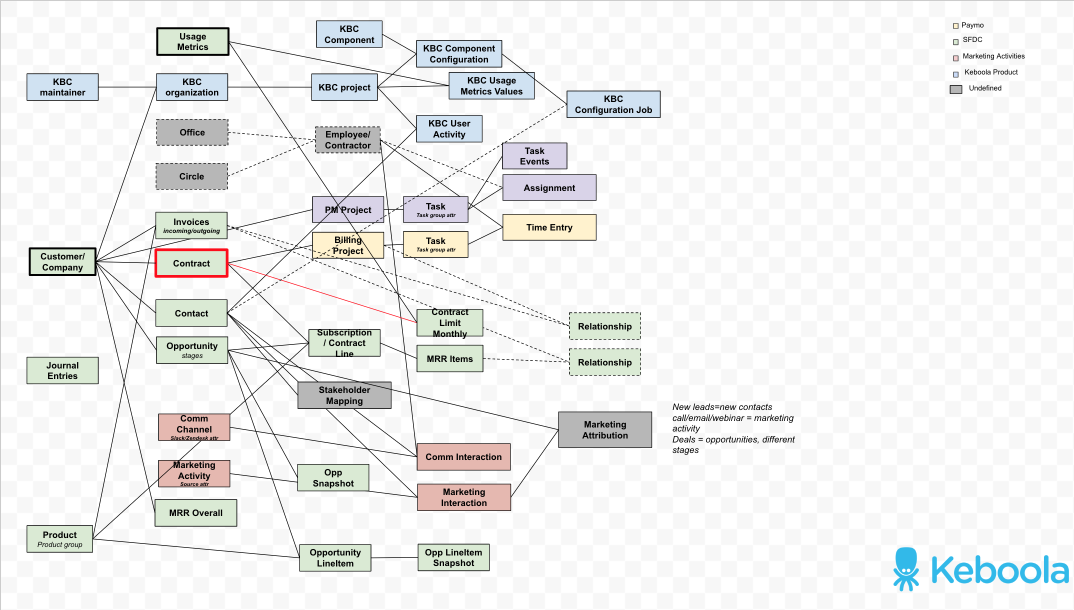 Usage
Metrics
KBC
Component
KBC Component
Configuration
KBC
maintainer
KBC
organization
KBC project
KBC Usage
Metrics Values
KBC
Configuration Job
KBC User
Activity
Office
Employee/
Contractor
Circle
Task
Events
Assignment
PM Project
Task
Task group attr
Invoices
incoming/outgoing
Time Entry
Billing
Project
Task
Task group attr
Customer/
Company
Contract
Contact
Contract
Limit
Monthly
Relationship
Opportunity
stages
Subscription
/ Contract
Line
MRR Items
Relationship
Journal
Entries
Stakeholder
Mapping
Comm
Channel
Slack/Zendesk attr
Marketing
Attribution
Comm Interaction
Marketing
Activity
Source attr
Opp
Snapshot
Marketing
Interaction
MRR Overall
Product
Product group
Opportunity
LineItem
Opp LineItem
Snapshot
Paymo
SFDC
Marketing Activities
Keboola Product
Undefined
New leads=new contacts
call/email/webinar = marketing
activity
Deals = opportunities, different
stages
Keboola